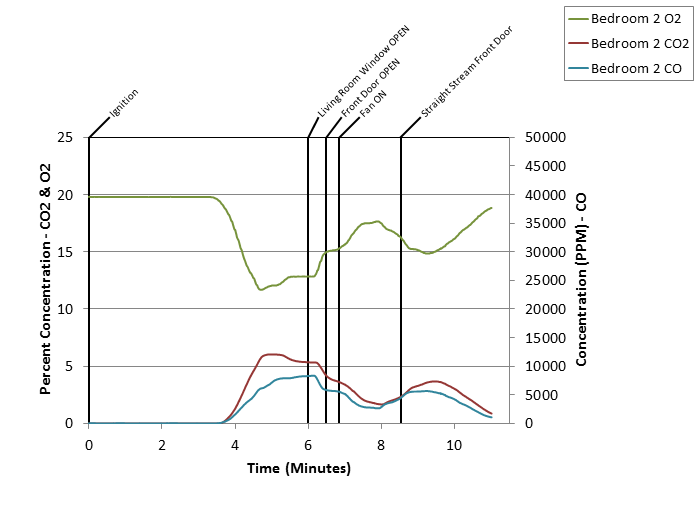 Bedroom 2 O2
Bedroom 2 CO2
Bedroom 2 CO
Ignition
Living Room Window OPEN
Front Door OPEN
Fan ON
Straight Stream Front Door
25
20
15
10
5
0
50000
45000
40000
35000
30000
25000
20000
15000
10000
5000
0
Percent Concentration - CO2 & O2
Concentration (PPM) - CO
0 2 4 6 8 10
Time (Minutes)